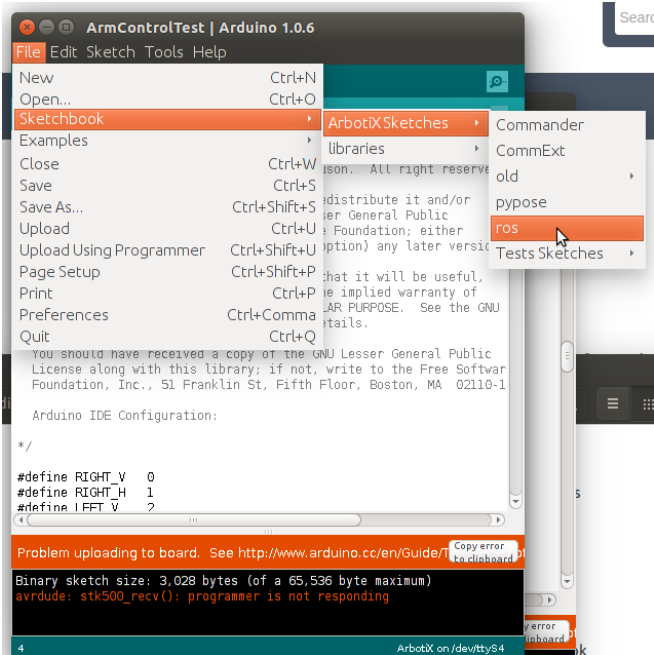 Searc
ArmControlTest | Arduino 1.0.6
File Edit Sketch Tools Help
New Ctrl+N
Open... Ctrl+O
Sketchbook
Examples
Close Ctrl+W
Save Ctrl+S
Save As... Ctrl+Shift+S
Upload Ctrl+U
Upload Using Programmer Ctrl+Shift+U
Page Setup Ctrl+Shift+P
Print Ctrl+P
Preferences Ctrl+Comma
Quit Ctrl+Q
ArbotiX Sketches
libraries
Commander
CommExt
old
pypose
ros
Tests Sketches
uson. All right reserve
edistribute it and/or
ser General Public
e Foundation; either
ption) any later versio
hat it will be useful,
he implied warranty of
LAR PURPOSE. See the GNU
etails.
You should have received a copy of the GNU Lesser General Public
License along with this library; if not, write to the Free Softwar
Foundation, Inc., 51 Franklin St, Fifth Floor, Boston, MA 02110-1
Arduino IDE Configuration:
*/
#define RIGHT_V 0
#define RIGHT_H 1
#define LEFT_V 2
Problem uploading to board. See http://www.arduino.cc/en/Guide/T
Copy error
to clipboard
Binary sketch size: 3,028 bytes (of a 65,536 byte maximum)
avrdude: stk500_recv(): programmer is not responding
y error
ipboard
4 ArbotiX on /dev/ttyS4